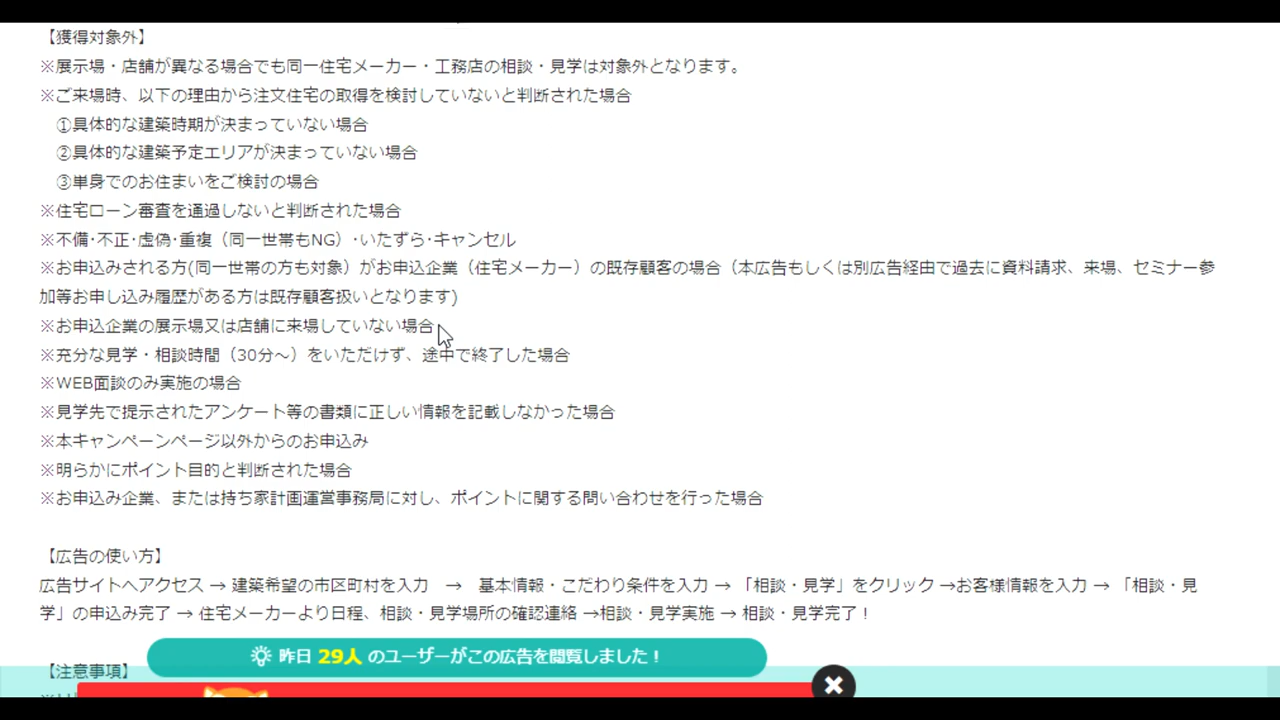 【獲得対象外】
※展示場・店舗が異なる場合でも同一住宅メーカー・工務店の相談・見学は対象外となります。
※ご来場時、以下の理由から注文住宅の取得を検討していないと判断された場合
①具体的な建築時期が決まっていない場合
②具体的な建築予定エリアが決まっていない場合
③単身でのお住まいをご検討の場合
※住宅ローン審査を通過しないと判断された場合
※不備･不正･虚偽･重複（同一世帯もNG）･いたずら･キャンセル
※お申込みされる方(同一世帯の方も対象）がお申込企業（住宅メーカー）の既存顧客の場合（本広告もしくは別広告経由で過去に資料請求、来場、セミナー参
加等お申し込み履歴がある方は既存顧客扱いとなります)
※お申込企業の展示場又は店舗に来場していない場合
※充分な見学・相談時間（30分～）をいただけず、途中で終了した場合
※WEB面談のみ実施の場合
※見学先で提示されたアンケート等の書類に正しい情報を記載しなかった場合
※本キャンペーンページ以外からのお申込み
※明らかにポイント目的と判断された場合
※お申込み企業、または持ち家計画運営事務局に対し、ポイントに関する問い合わせを行った場合
【広告の使い方】
広告サイトへアクセス → 建築希望の市区町村を入力　→　基本情報・こだわり条件を入力 → 「相談・見学」をクリック →お客様情報を入力 → 「相談・見
学」の申込み完了 → 住宅メーカーより日程、相談・見学場所の確認連絡 →相談・見学実施 → 相談・見学完了！
昨日 29人 のユーザーがこの広告を閲覧しました！
【注意事項】